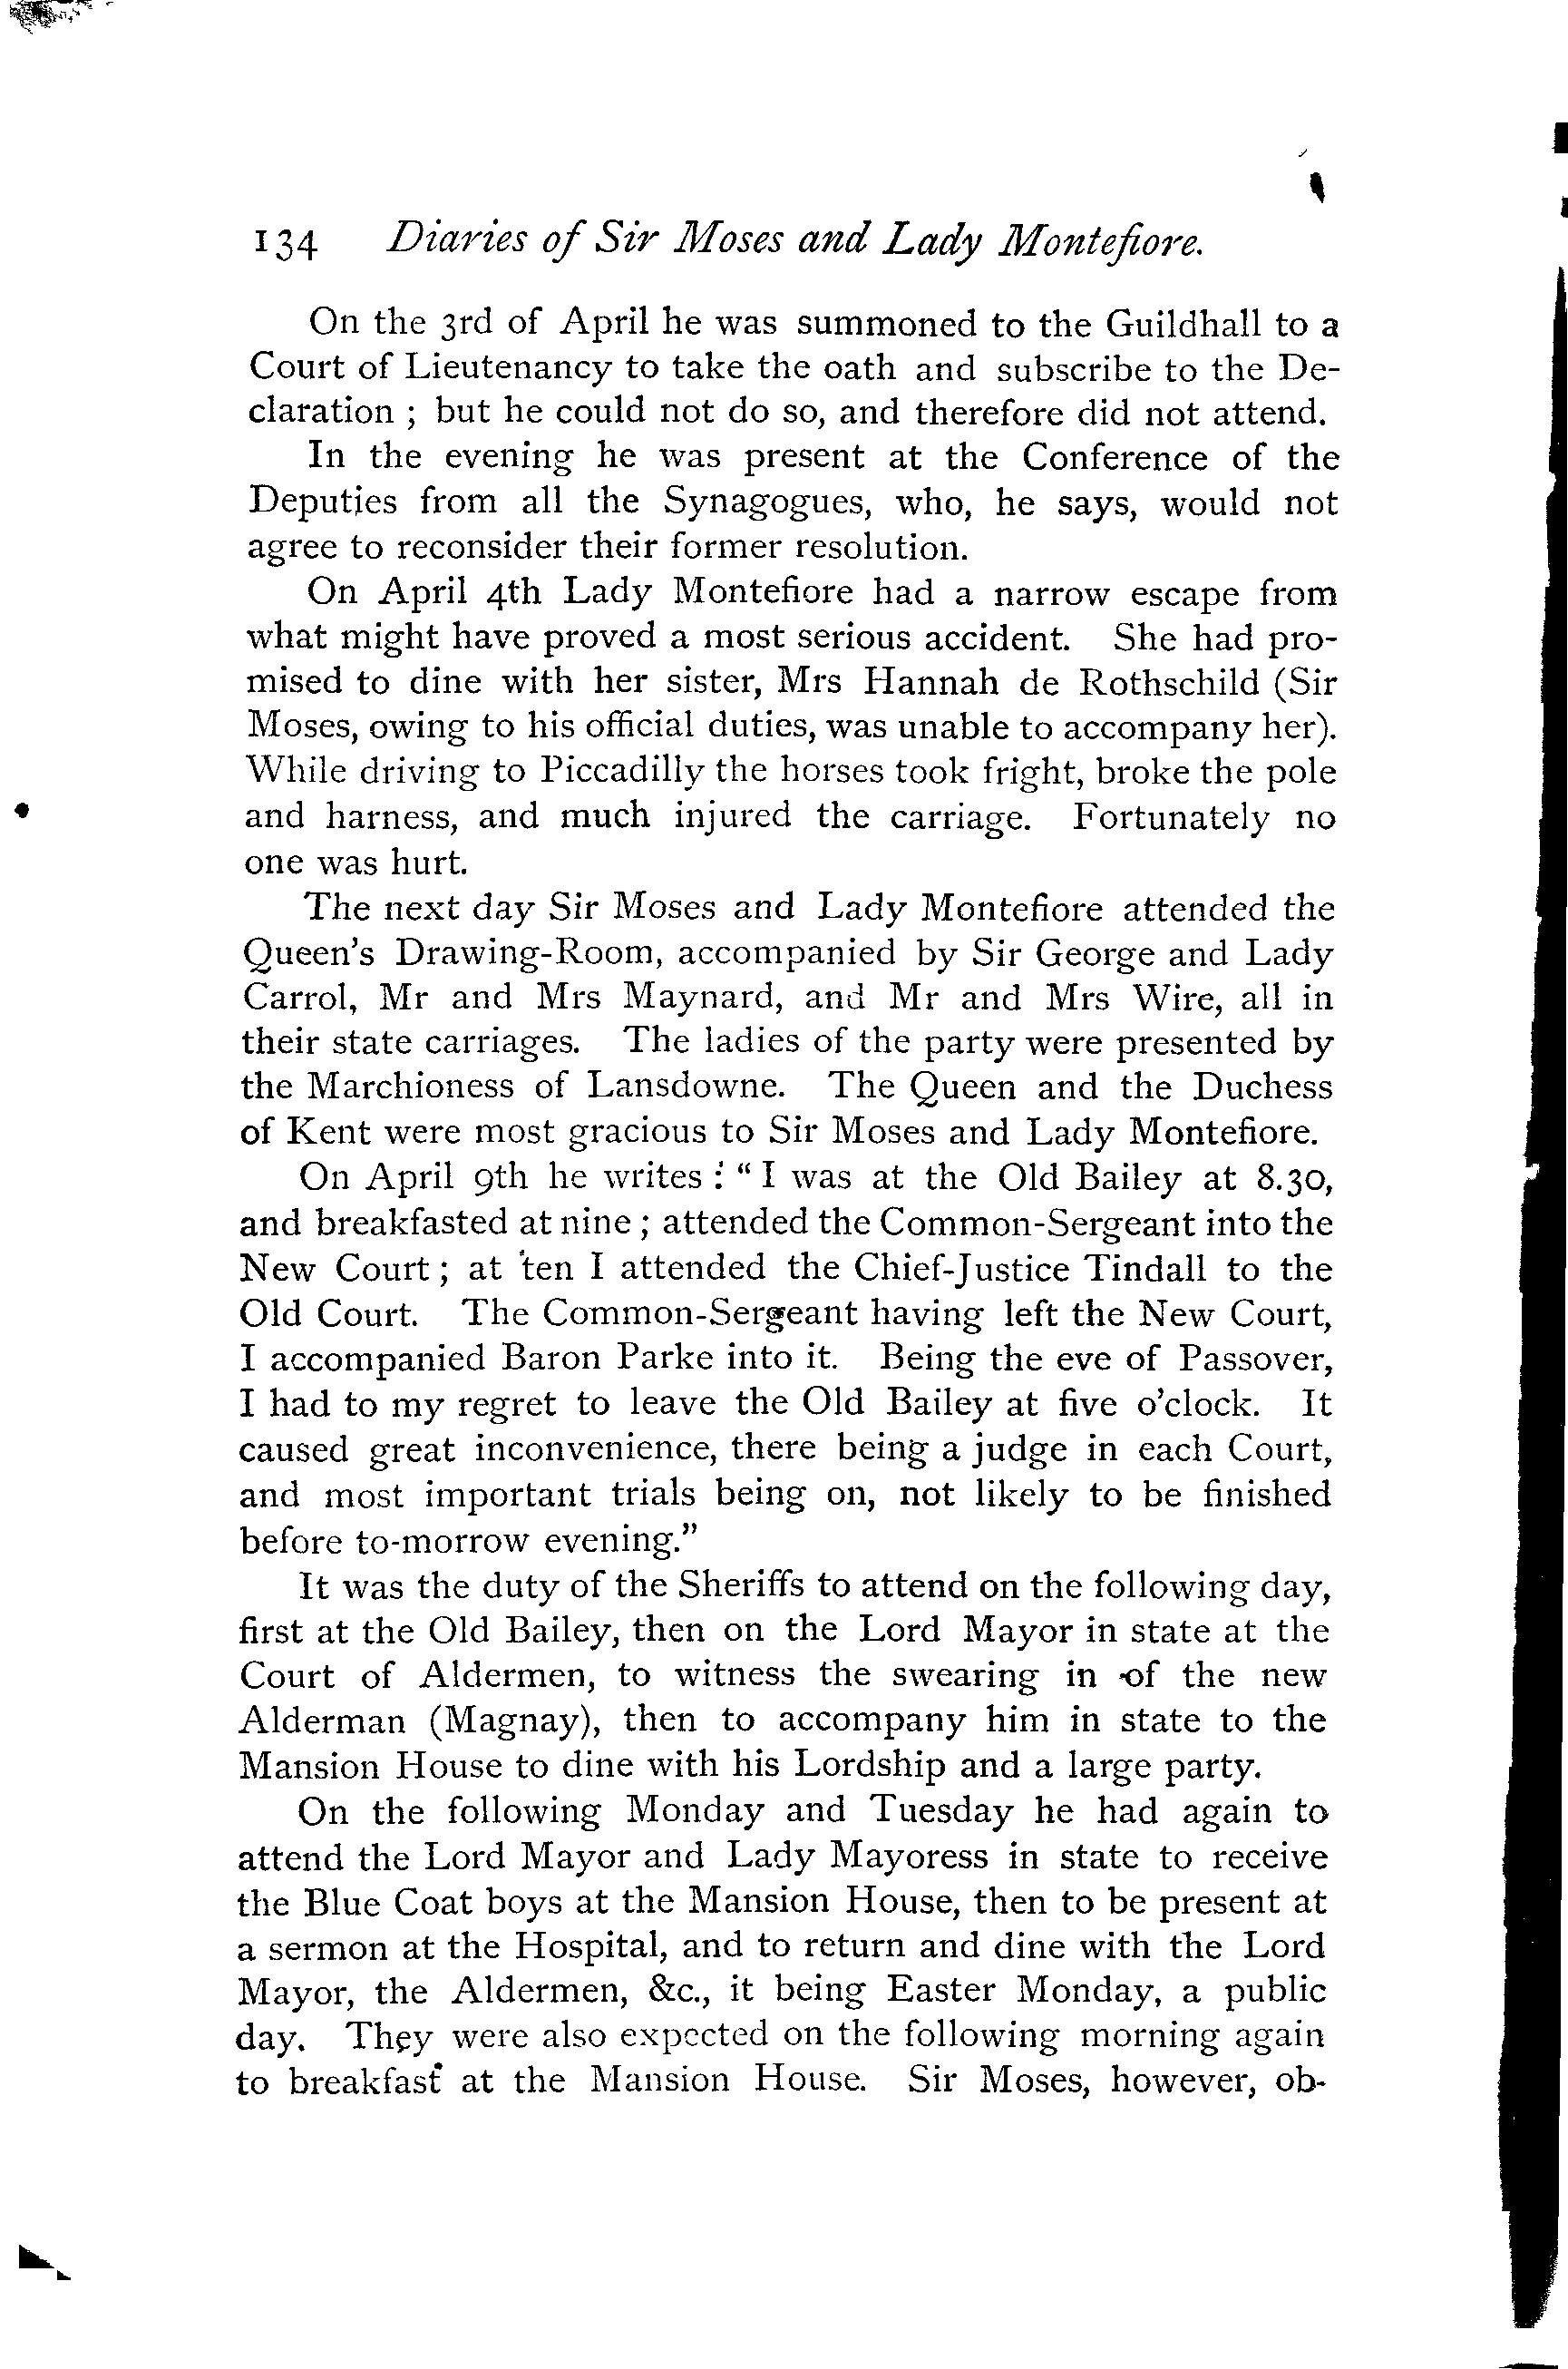 134 Diaries of Sir Moses and Lady Montefiore.
On the 3rd of April he was summoned to the Guildhall to a
Court of Lieutenancy to take the oath and subscribe to the De-
claration ; but he could not do so, and therefore did not attend.
In the evening he was present at the Conference of the
Deputies from all the Synagogues, who, he says, would not
agree to reconsider their former resolution.
On April 4th Lady Montefiore had a narrow escape from
what might have proved a most serious accident. She had pro-
mised to dine with her sister, Mrs Hannah de Rothschild (Sir
Moses, owing to his official duties, was unable to accompany her).
While driving to Piccadilly the horses took fright, broke the pole
and harness, and much injured the carriage. Fortunately no
one was hurt.
The next day Sir Moses and Lady Montefiore attended the
Queen's Drawing-Room, accompanied by Sir George and Lady
Carrol, Mr and Mrs Maynard, and Mr and Mrs Wire, all in
their state carriages. The ladies of the party were presented by
the Marchioness of Lansdowne. The Queen and the Duchess
of Kent were most gracious to Sir Moses and Lady Montefiore.
On April 9th he writes : " I was at the Old Bailey at 8.30,
and breakfasted at nine ; attended the Common-Sergeant into the
New Court ; at ten I attended the Chief-Justice Tindall to the
Old Court. The Common-Sergeant having left the New Court,
I accompanied Baron Parke into it. Being the eve of Passover,
I had to my regret to leave the Old Bailey at five o'clock. It
caused great inconvenience, there being a judge in each Court,
and most important trials being on, not likely to be finished
before to-morrow evening."
It was the duty of the Sheriffs to attend on the following day,
first at the Old Bailey, then on the Lord Mayor in state at the
Court of Aldermen, to witness the swearing in of the new
Alderman (Magnay), then to accompany him in state to the
Mansion House to dine with his Lordship and a large party.
On the following Monday and Tuesday he had again to
attend the Lord Mayor and Lady Mayoress in state to receive
the Blue Coat boys at the Mansion House, then to be present at
a sermon at the Hospital, and to return and dine with the Lord
Mayor, the Aldermen, &c., it being Easter Monday, a public
day. They were also expected on the following morning again
to breakfast at the Mansion House. Sir Moses, however, ob-